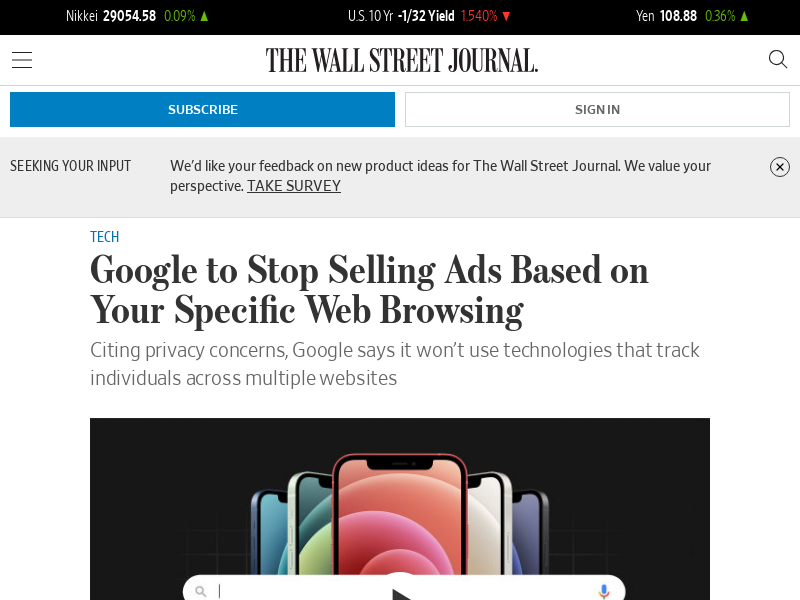 Nikkei 29054.58 0.09% ▲ U.S. 10 Yr -1/32 Yield 1.540% ▼ Yen 108.88 0.36% ▲
THE WALL STREET JOURNAL.
SUBSCRIBE SIGN IN
SEEKING YOUR INPUT We’d like your feedback on new product ideas for The Wall Street Journal. We value your
perspective. TAKE SURVEY
TECH
Google to Stop Selling Ads Based on
Your Specific Web Browsing
Citing privacy concerns, Google says it won’t use technologies that track
individuals across multiple websites